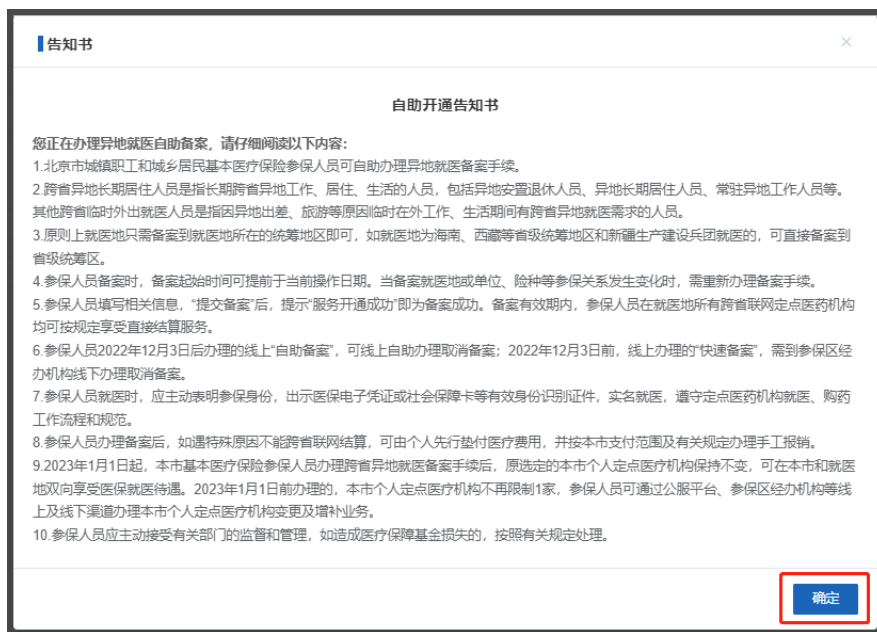 告知书
自助开通告知书
您正在办理异地就医自助备案，请仔细阅读以下内容：
1.北京市城镇职工和城乡居民基本医疗保险参保人员可自助办理异地就医备案手续。
2.跨省异地长期居住人员是指长期跨省异地工作、居住、生活的人员，包括异地安置退休人员、异地长期居住人员、常驻异地工作人员等。
其他跨省临时外出就医人员是指因异地出差、旅游等原因临时在外工作、生活期间有跨省异地就医需求的人员。
3.原则上就医地只需备案到就医地所在的统筹地区即可，如就医地为海南、西藏等省级统筹地区和新疆生产建设兵团就医的，可直接备案到
省级统筹区。
4.参保人员备案时，备案起始时间可提前于当前操作日期。当备案就医地或单位、险种等参保关系发生变化时，需重新办理备案手续。
5.参保人员填写相关信息，“提交备案”后，提示“服务开通成功”即为备案成功。备案有效期内，参保人员在就医地所有跨省联网定点医药机构
均可按规定享受直接结算服务。
6.参保人员2022年12月3日后办理的线上“自助备案”，可线上自助办理取消备案；2022年12月3日前，线上办理的“快速备案”，需到参保区经
办机构线下办理取消备案。
7.参保人员就医时，应主动表明参保身份，出示医保电子凭证或社会保障卡等有效身份识别证件，实名就医，遵守定点医药机构就医、购药
工作流程和规范。
8.参保人员办理备案后，如遇特殊原因不能跨省联网结算，可由个人先行垫付医疗费用，并按本市支付范围及有关规定办理手工报销。
9.2023年1月1日起，本市基本医疗保险参保人员办理跨省异地就医备案手续后，原选定的本市个人定点医疗机构保持不变，可在本市和就医
地双向享受医保就医待遇。2023年1月1日前办理的，本市个人定点医疗机构不再限制1家，参保人员可通过公服平台、参保区经办机构等线
上及线下渠道办理本市个人定点医疗机构变更及增补业务。
10.参保人员应主动接受有关部门的监督和管理，如造成医疗保障基金损失的，按照有关规定处理。
确定